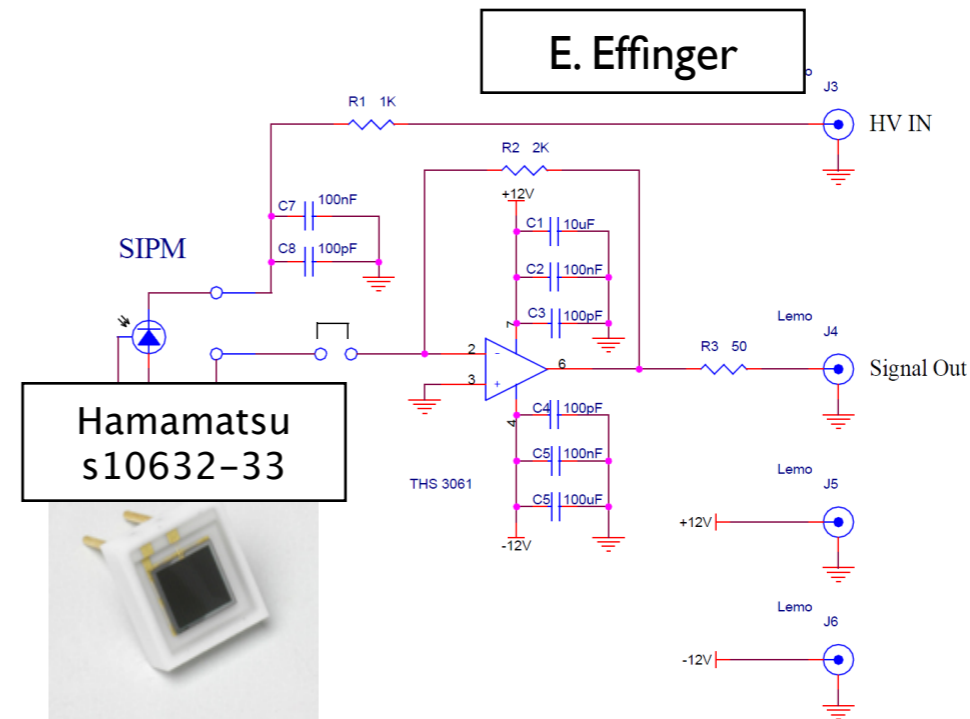 E. Effinger
o
J3
HV IN
R1 1K
R2 2K
+12V
C7
100nF
C8
100pF
SIPM
C1
10uF
C2
100nF
C3
100pF
7
2
-
3
+
6
4
THS 3061
C4
100pF
C5
100nF
C5
100uF
-12V
R3 50
Lemo
J4
Signal Out
Lemo
J5
+12V
Lemo
J6
-12V
Hamamatsu
s10632-33